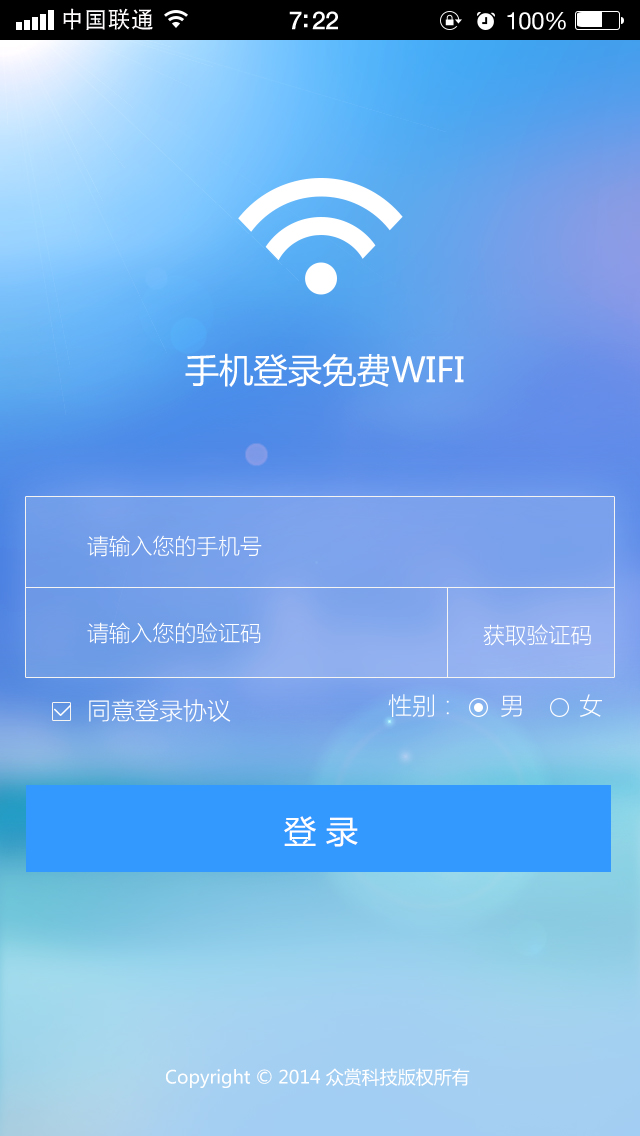 中国联通 7:22 100%
手机登录免费WIFI
请输入您的手机号
请输入您的验证码 获取验证码
同意登录协议 性别： 男 女
登 录
Copyright © 2014 众赏科技版权所有